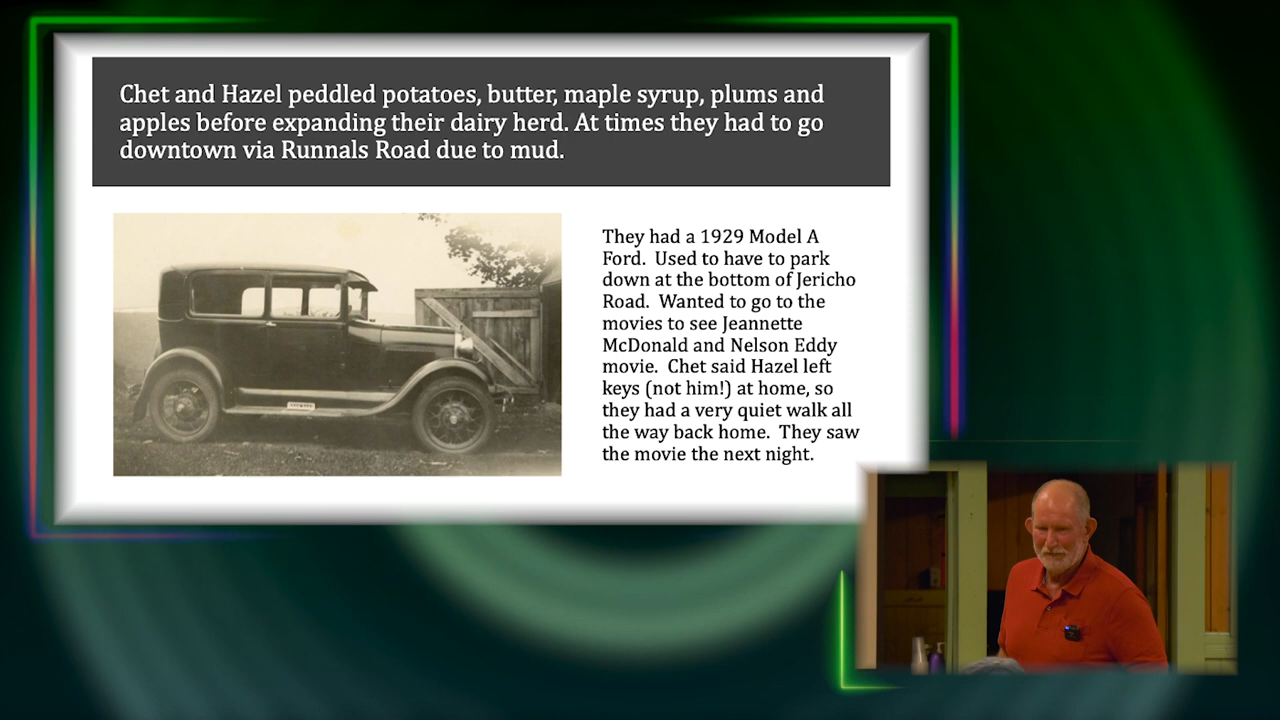 Chet and Hazel peddled potatoes, butter, maple syrup, plums and
apples before expanding their dairy herd. At times they had to go
downtown via Runnals Road due to mud.
They had a 1929 Model A
Ford. Used to have to park
down at the bottom of Jericho
Road. Wanted to go to the
movies to see Jeannette
McDonald and Nelson Eddy
movie. Chet said Hazel left
keys (not him!) at home, so
they had a very quiet walk all
the way back home. They saw
the movie the next night.